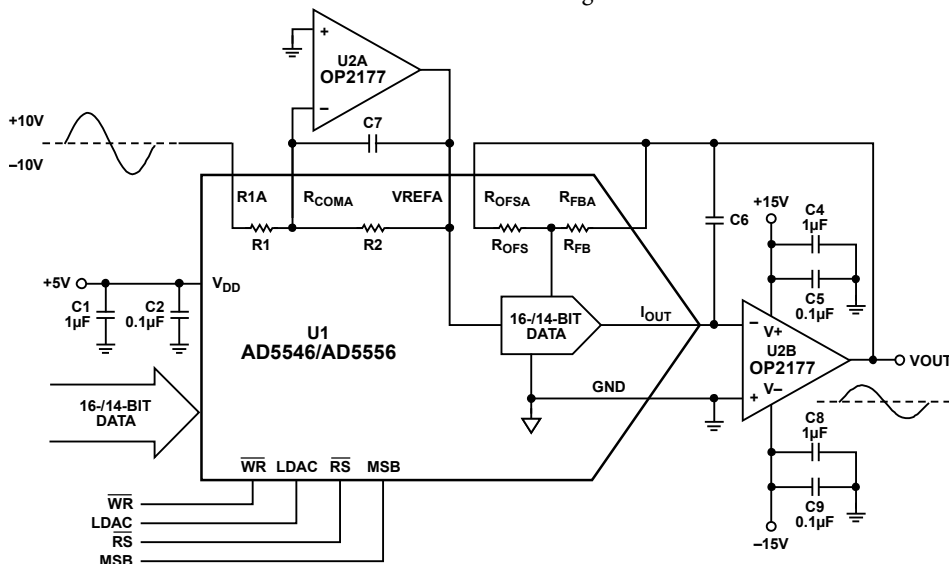 U2A
OP2177
+
−
C7
+10V
−10V
R1A
RCOMA
VREFA
ROFSA
RFBA
R1
R2
ROFS
RFB
C6
+15V
C4
1µF
C5
0.1µF
+5V
C1
1µF
C2
0.1µF
VDD
U1
AD5546/AD5556
16-/14-BIT
DATA
IOUT
GND
−
V+
U2B
OP2177
+
V−
VOUT
16-/14-BIT
DATA
C8
1µF
C9
0.1µF
−15V
WR LDAC RS MSB
WR
LDAC
RS
MSB